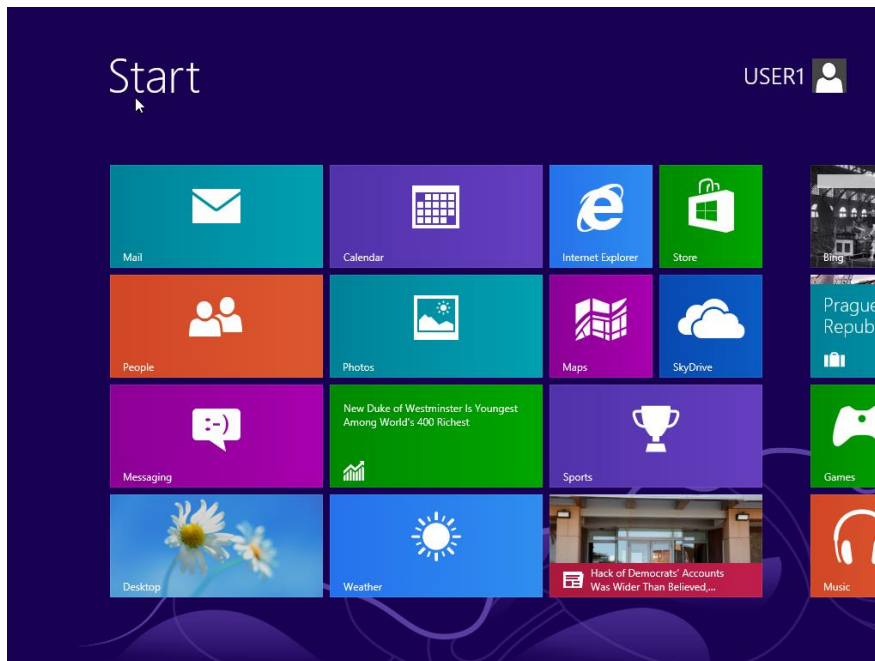 Start
USER1
Mail
Calendar
Internet Explorer
Store
Bing
People
Photos
Maps
SkyDrive
Prague
Repub
Messaging
New Duke of Westminster Is Youngest
Among World's 400 Richest
Sports
Games
Desktop
Weather
Hack of Democrats' Accounts
Was Wider Than Believed,...
Music